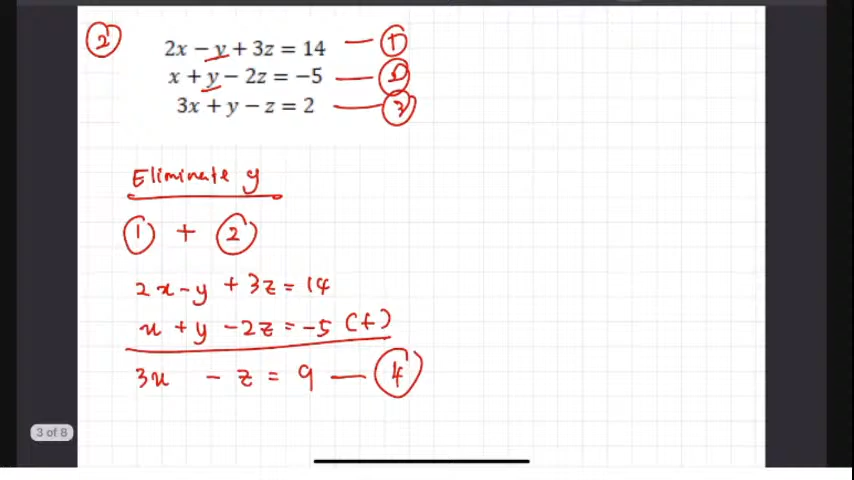 ②
2x − y + 3z = 14 — ①
x + y − 2z = −5 — ②
3x + y − z = 2 — ③
Eliminate y
① + ②
2x - y + 3z = 14
x + y - 2z = -5 (+)
3x - z = 9 — ④
3 of 8